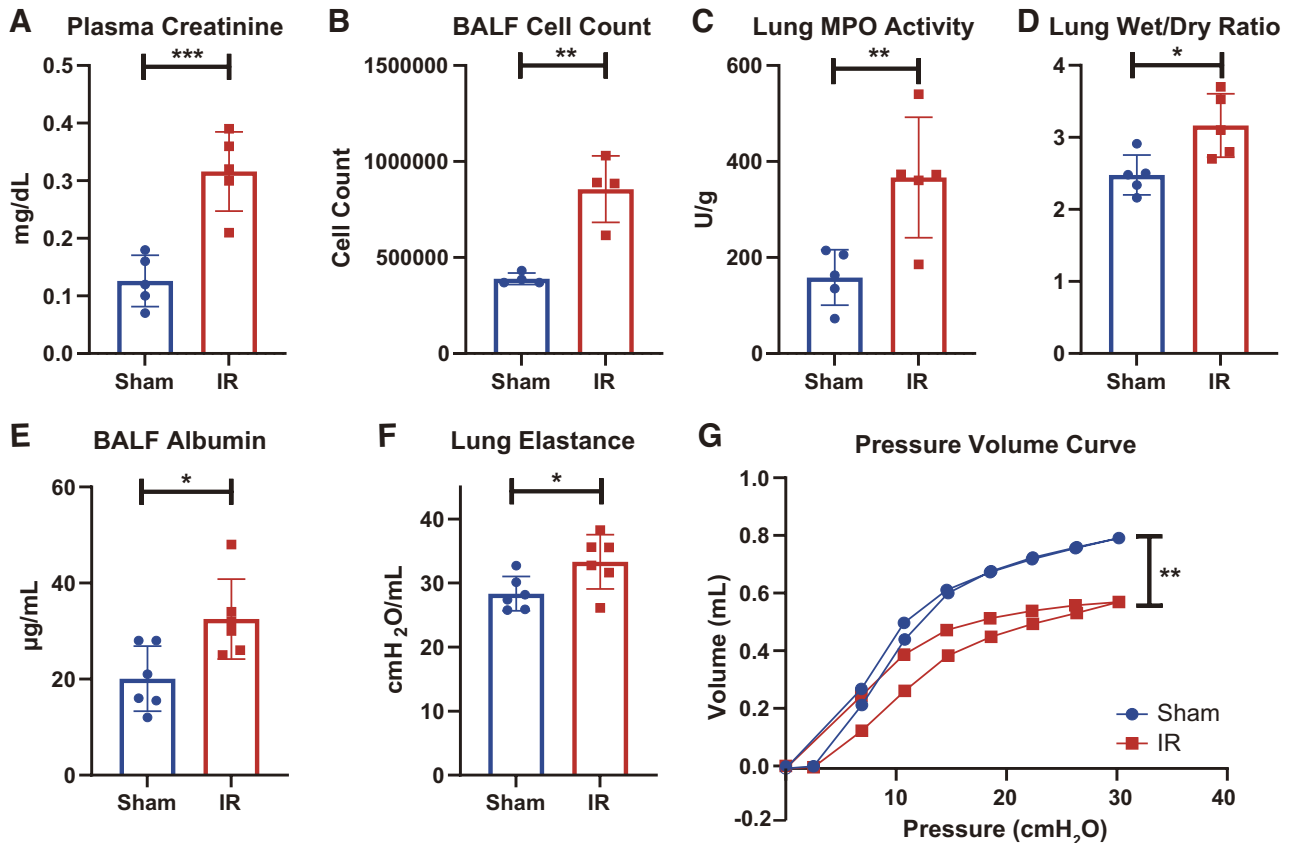 A Plasma Creatinine
***
0.5
0.4
0.3
0.2
0.1
0.0
mg/dL
Sham IR
B BALF Cell Count
**
1500000
1000000
500000
0
Cell Count
Sham IR
C Lung MPO Activity
**
600
400
200
0
U/g
Sham IR
D Lung Wet/Dry Ratio
*
4
3
2
1
0
Sham IR
E BALF Albumin
*
60
40
20
0
µg/mL
Sham IR
F Lung Elastance
*
40
30
20
10
0
cmH2O/mL
Sham IR
G Pressure Volume Curve
1.0
0.8
0.6
0.4
0.2
0.0
-0.2
Volume (mL)
**
Sham
IR
10 20 30 40
Pressure (cmH2O)